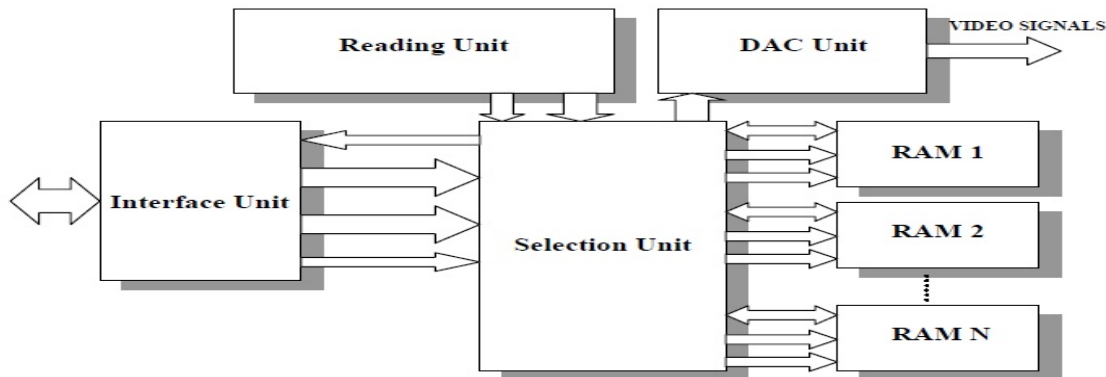 Reading Unit
DAC Unit
VIDEO SIGNALS
Interface Unit
Selection Unit
RAM 1
RAM 2
RAM N